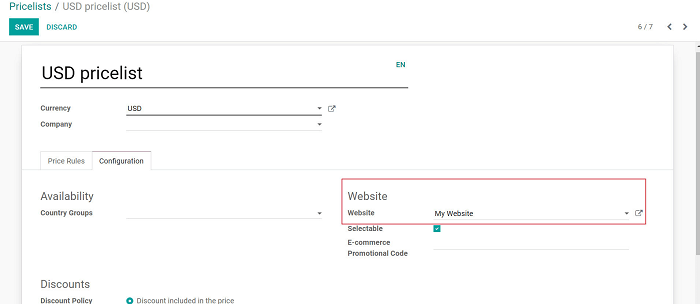 Pricelists / USD pricelist (USD)
SAVE DISCARD 6 / 7
USD pricelist EN
Currency USD
Company
Price Rules Configuration
Availability Website
Country Groups Website My Website
Selectable
E-commerce
Promotional Code
Discounts
Discount Policy Discount included in the price